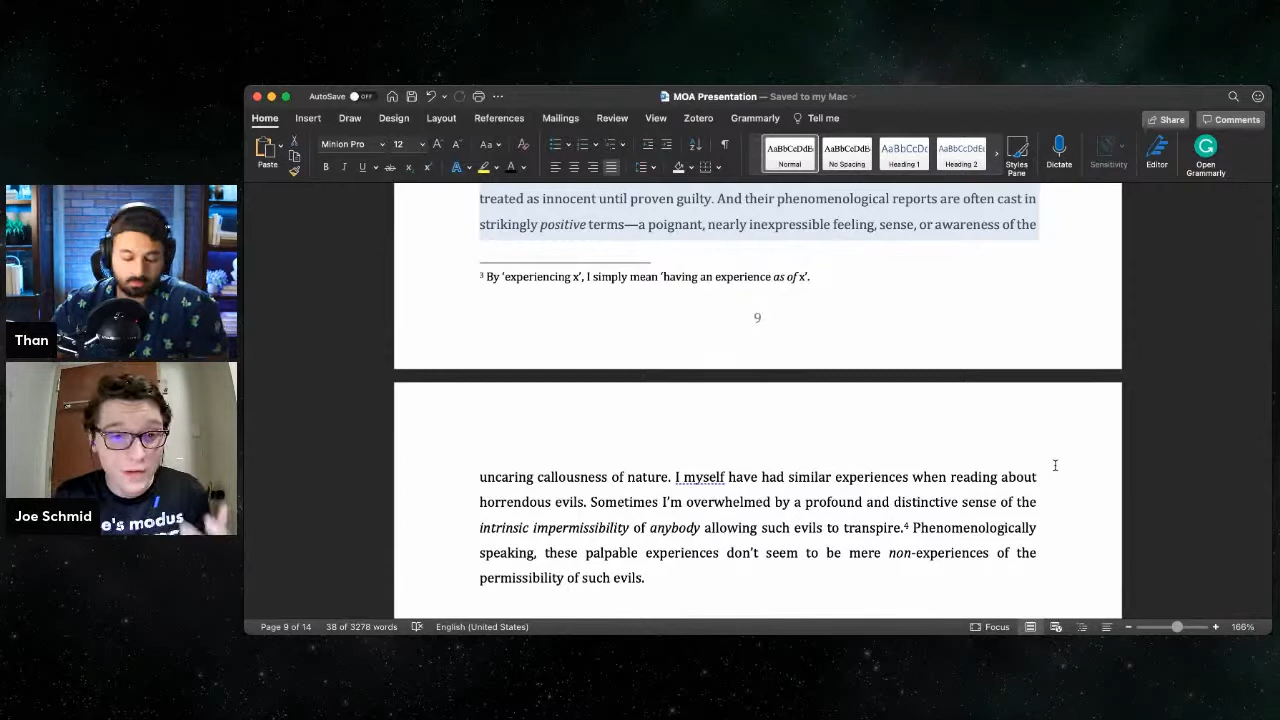 AutoSave OFF
MOA Presentation — Saved to my Mac
Home Insert Draw Design Layout References Mailings Review View Zotero Grammarly Tell me
Share Comments
Paste
Minion Pro 12
AaBbCcDdE AaBbCcDdE AaBbCcDc AaBbCcDdE
Normal No Spacing Heading 1 Heading 2
Styles Pane
Dictate
Sensitivity
Editor
Open Grammarly
treated as innocent until proven guilty. And their phenomenological reports are often cast in
strikingly positive terms—a poignant, nearly inexpressible feeling, sense, or awareness of the
³ By ‘experiencing x’, I simply mean ‘having an experience as of x’.
9
uncaring callousness of nature. I myself have had similar experiences when reading about
horrendous evils. Sometimes I’m overwhelmed by a profound and distinctive sense of the
intrinsic impermissibility of anybody allowing such evils to transpire.⁴ Phenomenologically
speaking, these palpable experiences don’t seem to be mere non-experiences of the
permissibility of such evils.
Page 9 of 14 38 of 3278 words English (United States) Focus 166%
Than
Joe Schmid
e's modus